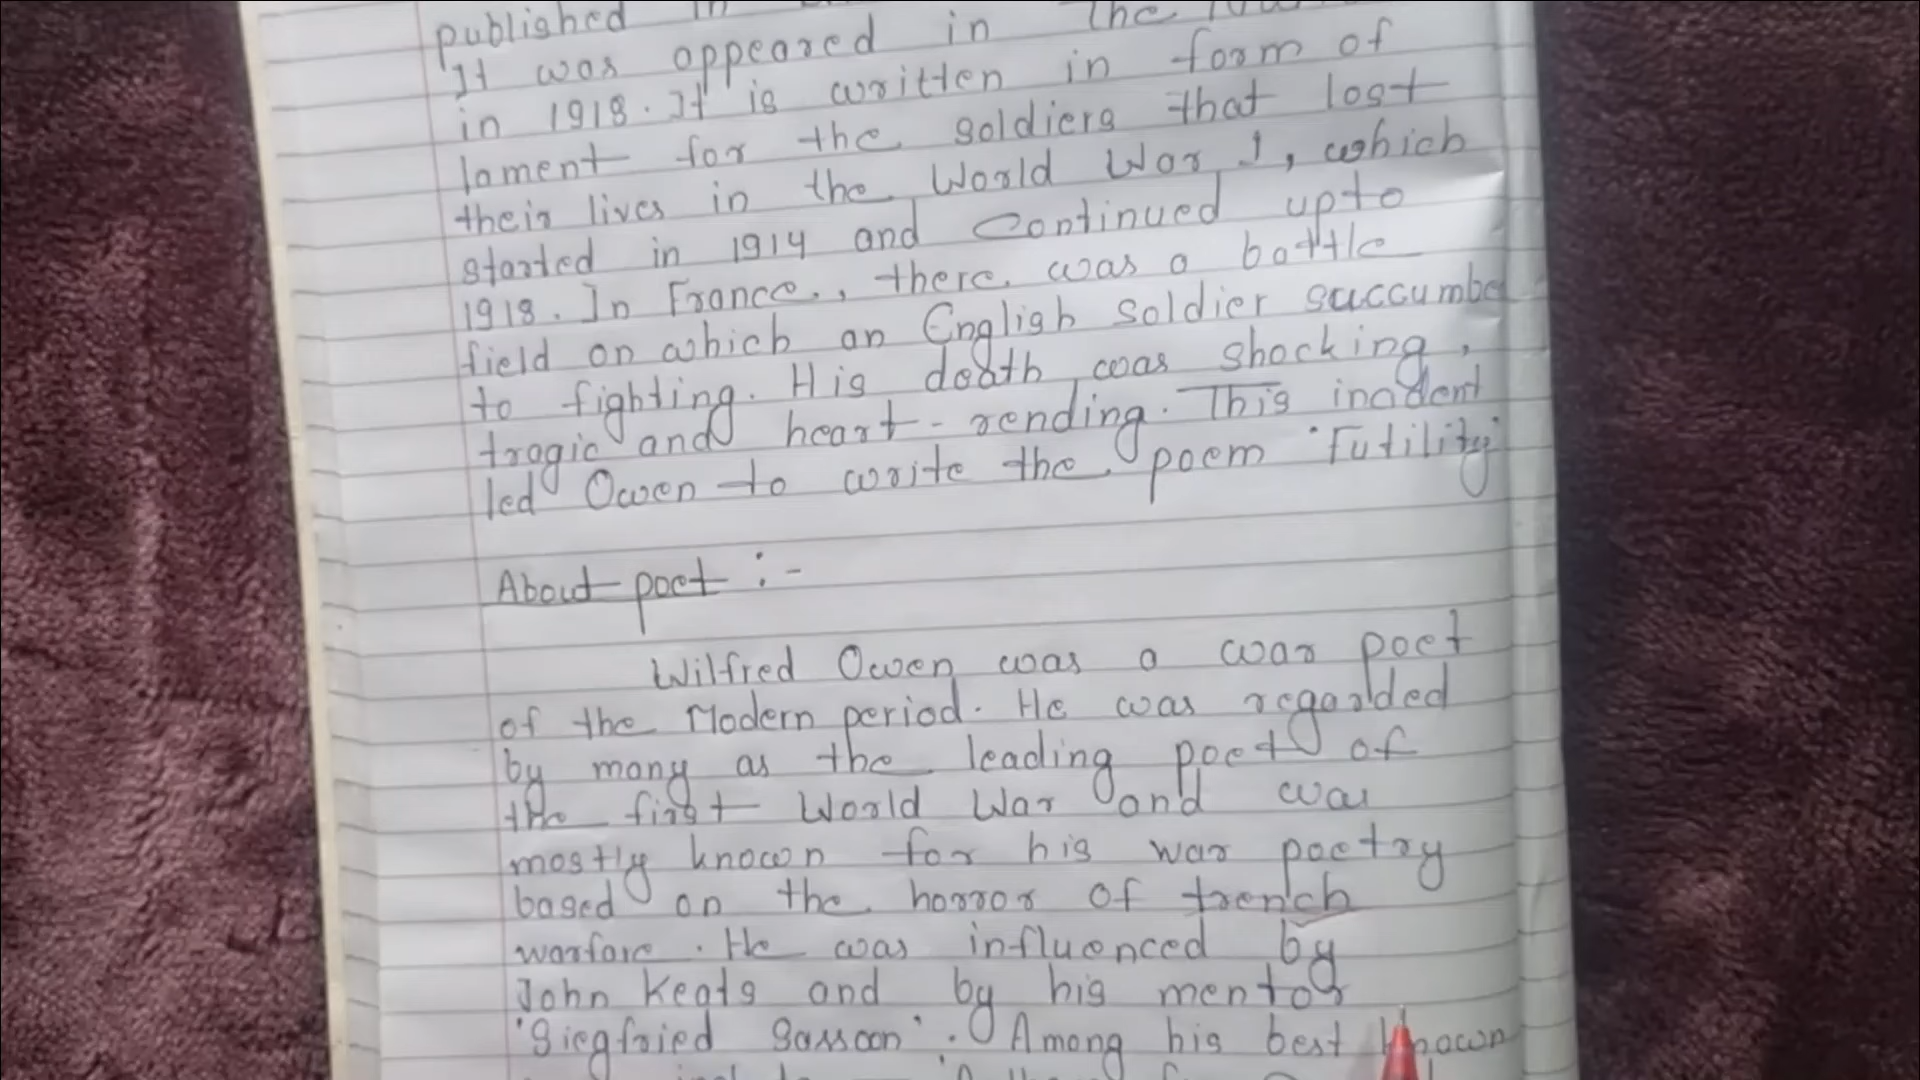 published in
It was appeared in The
in 1918. It is written in form of
lament for the soldiers that lost
their lives in the World War I, which
started in 1914 and continued upto
1918. In France, there was a battle
field on which an English soldier succumbed
to fighting. His death was shocking,
tragic and heart-rending. This incident
led Owen to write the poem 'Futility'
About poet :-
Wilfred Owen was a war poet
of the Modern period. He was regarded
by many as the leading poet of
the first World War and was
mostly known for his war poetry
based on the horror of trench
warfare. He was influenced by
John Keats and by his mentor
'Siegfried Sassoon'. Among his best known